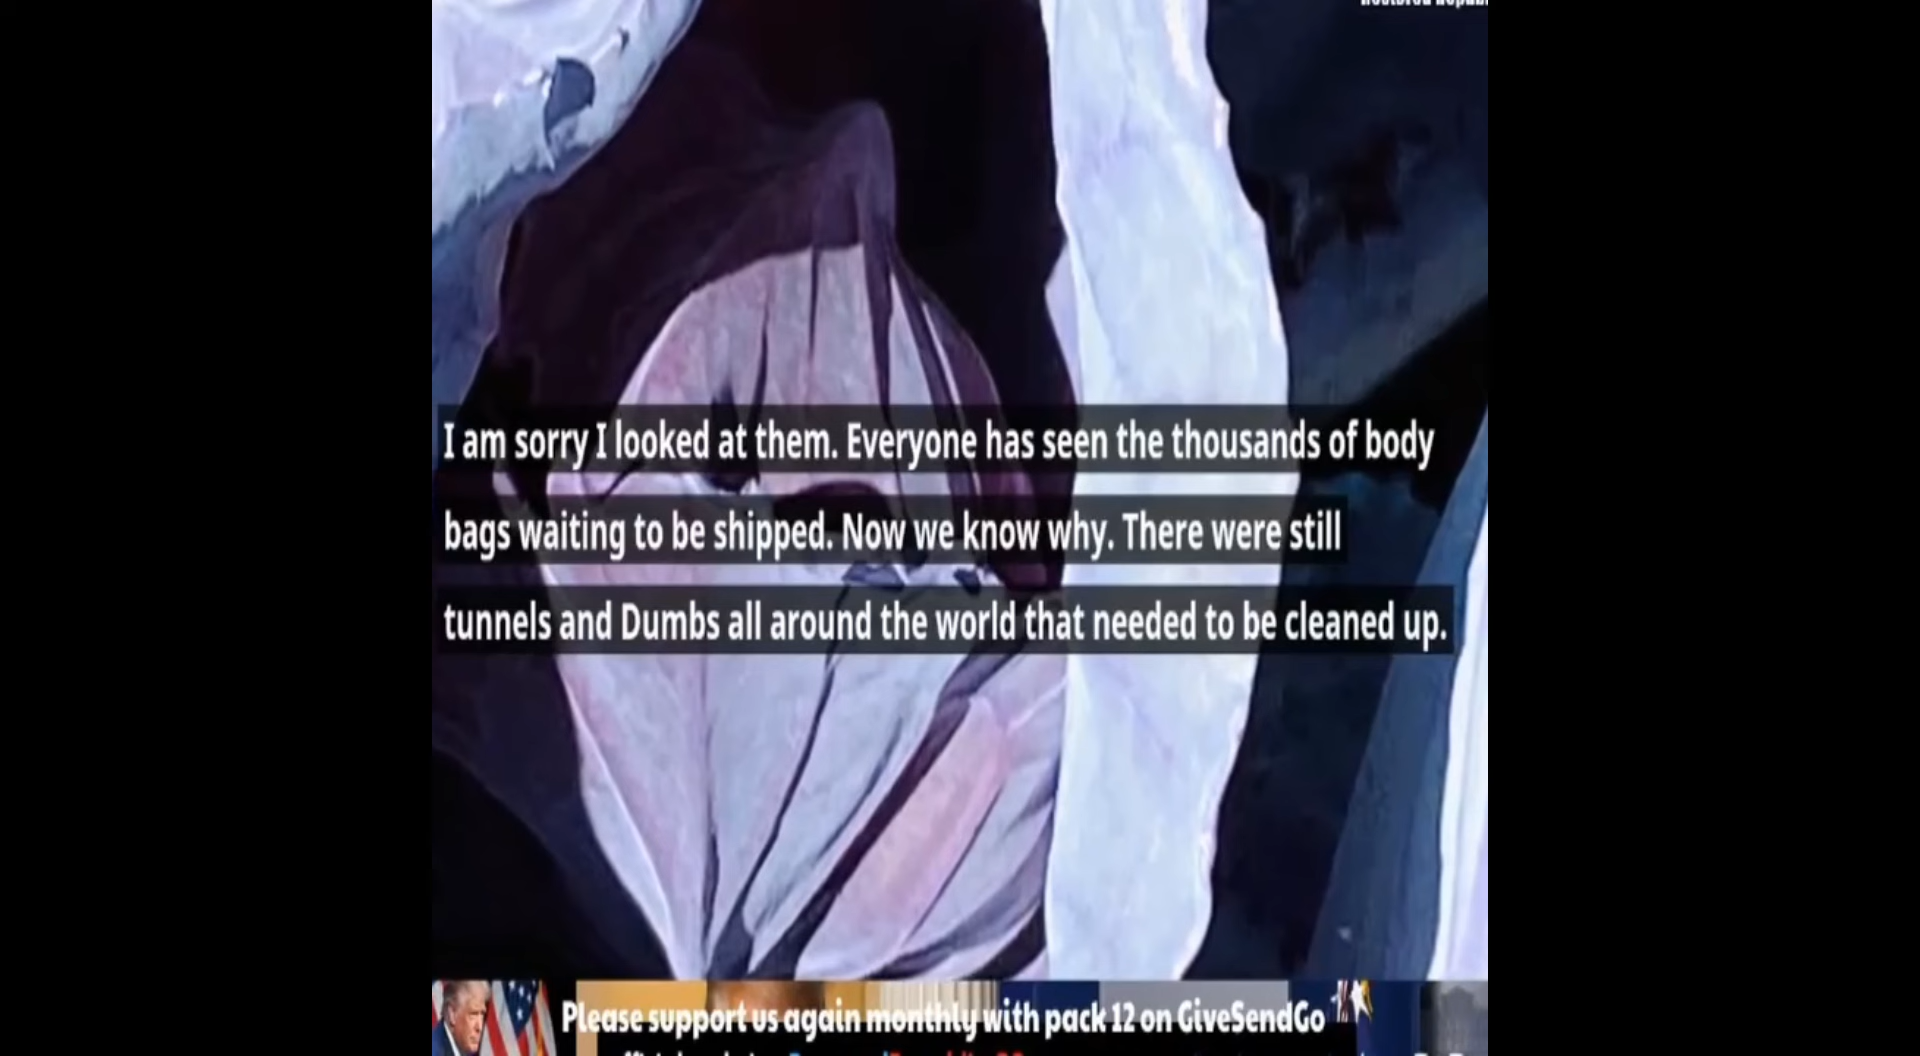 I am sorry I looked at them. Everyone has seen the thousands of body
bags waiting to be shipped. Now we know why. There were still
tunnels and Dumbs all around the world that needed to be cleaned up.
Please support us again monthly with pack 12 on GiveSendGo